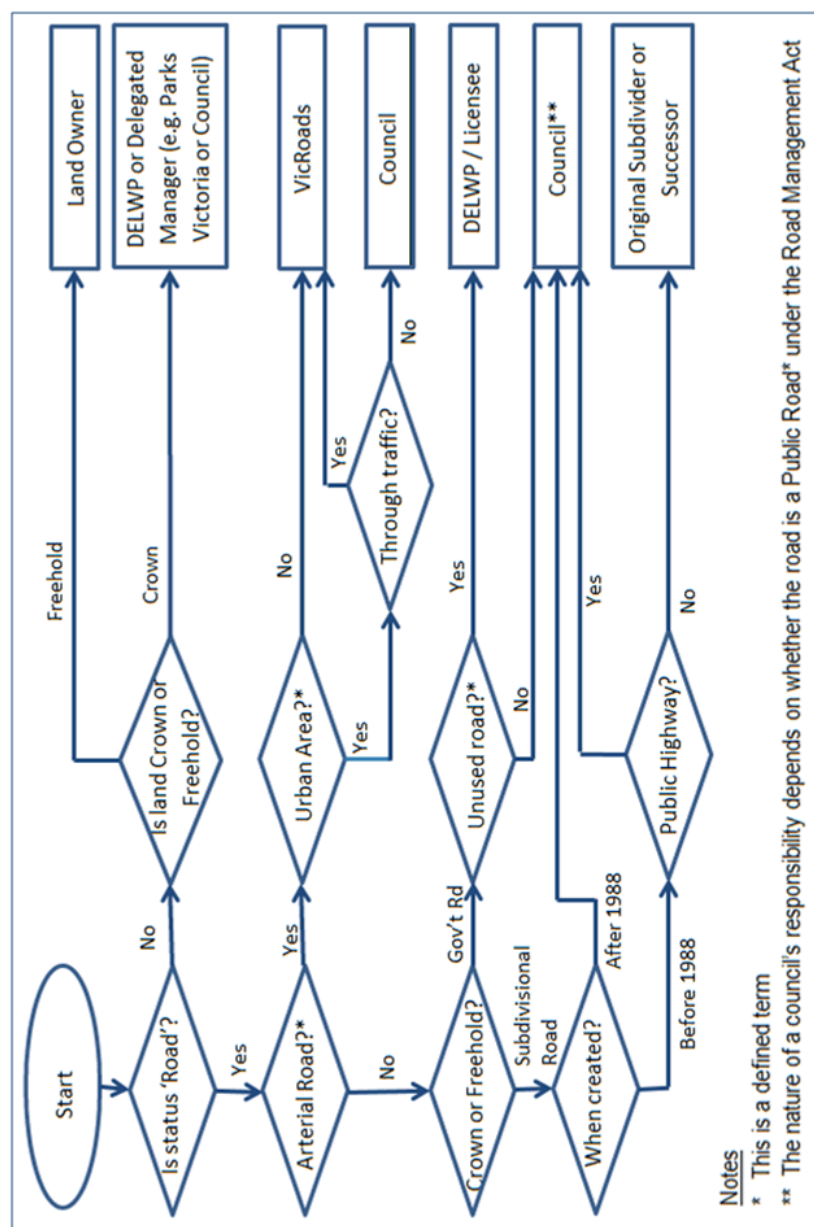 Start
Is status 'Road'?
No
Yes
Is land Crown or
Freehold?
Freehold
Crown
Land Owner
DELWP or Delegated
Manager (e.g. Parks
Victoria or Council)
Arterial Road?*
Yes
No
Urban Area?*
No
Yes
Through traffic?
Yes
No
VicRoads
Council
Crown or Freehold?
Gov't Rd
Subdivisional
Road
Unused road?*
Yes
No
DELWP / Licensee
Council**
When created?
After 1988
Before 1988
Public Highway?
Yes
No
Original Subdivider or
Successor
Notes
* This is a defined term
** The nature of a council's responsibility depends on whether the road is a Public Road* under the Road Management Act